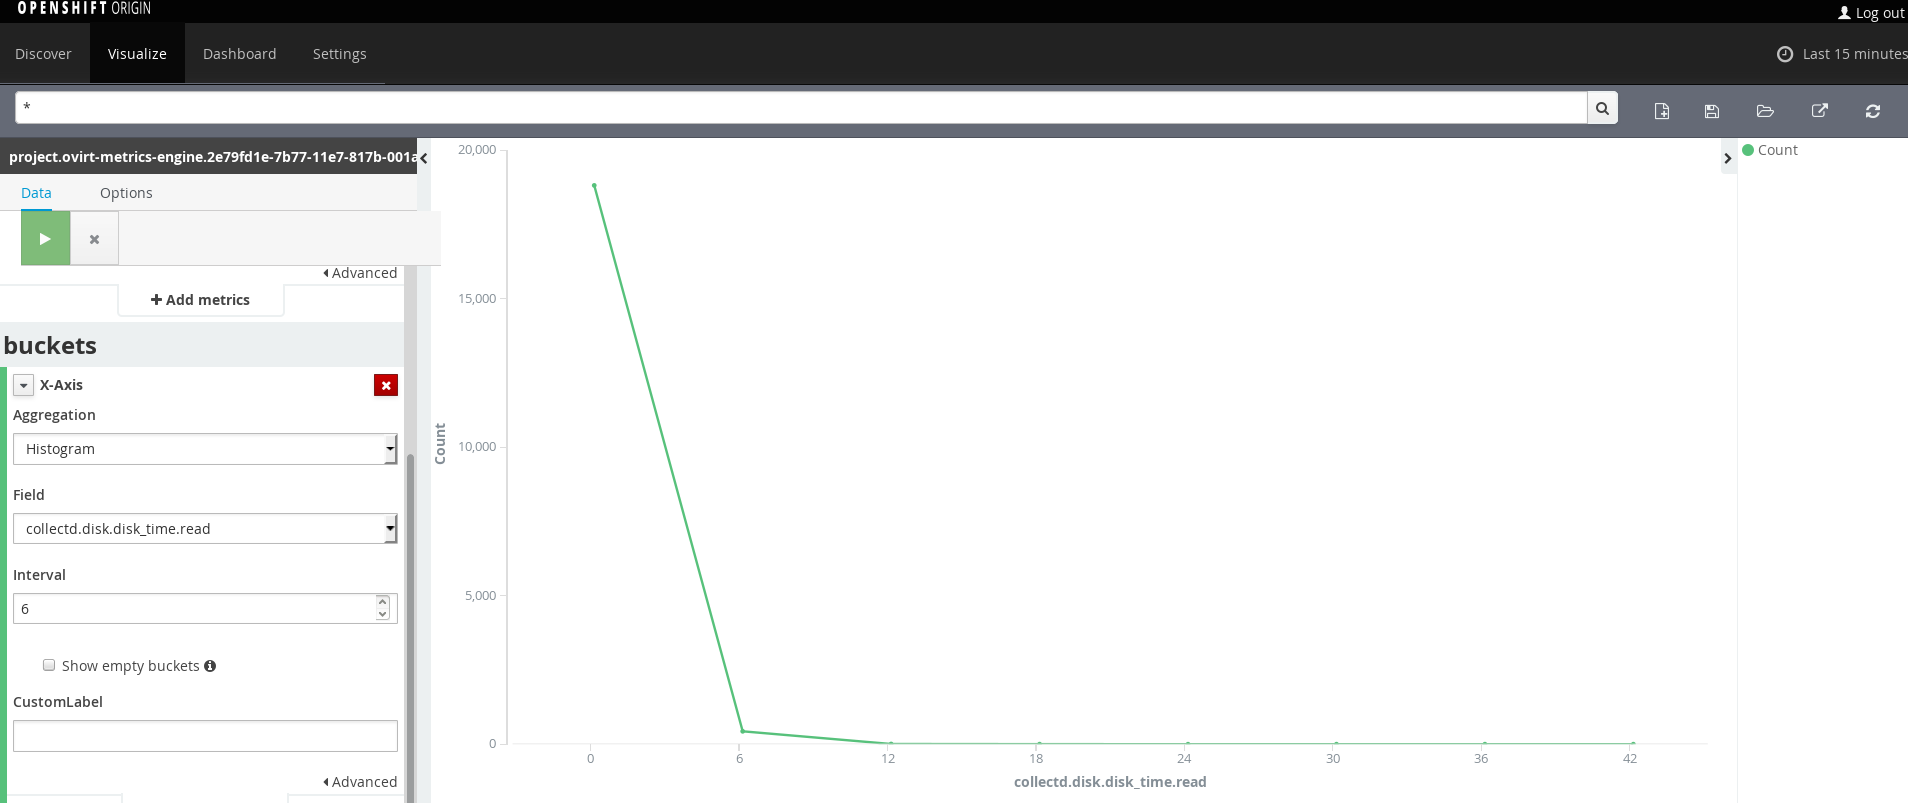 OPENSHIFT ORIGIN
Log out
Discover
Visualize
Dashboard
Settings
Last 15 minutes
*
project.ovirt-metrics-engine.2e79fd1e-7b77-11e7-817b-001a
Data
Options
Advanced
Add metrics
buckets
X-Axis
Aggregation
Histogram
Field
collectd.disk.disk_time.read
Interval
6
Show empty buckets
CustomLabel
Advanced
20,000
15,000
10,000
5,000
0
Count
0 6 12 18 24 30 36 42
collectd.disk.disk_time.read
Count